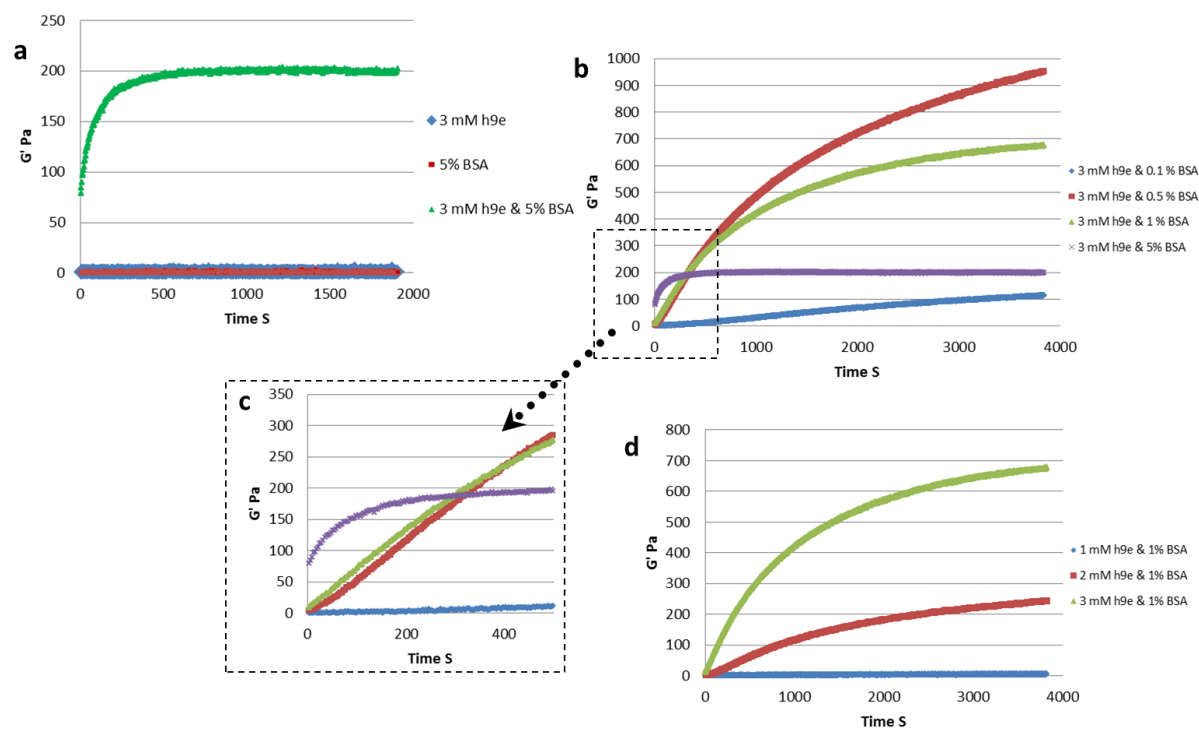 a
250
200
150
100
50
0
0 500 1000 1500 2000
G' Pa
Time S
3 mM h9e
5% BSA
3 mM h9e & 5% BSA
b
1000
900
800
700
600
500
400
300
200
100
0
0 1000 2000 3000 4000
G' Pa
Time S
3 mM h9e & 0.1 % BSA
3 mM h9e & 0.5 % BSA
3 mM h9e & 1 % BSA
3 mM h9e & 5% BSA
c
350
300
250
200
150
100
50
0
0 200 400
G' Pa
Time S
d
800
700
600
500
400
300
200
100
0
0 1000 2000 3000 4000
G' Pa
Time S
1 mM h9e & 1% BSA
2 mM h9e & 1% BSA
3 mM h9e & 1% BSA